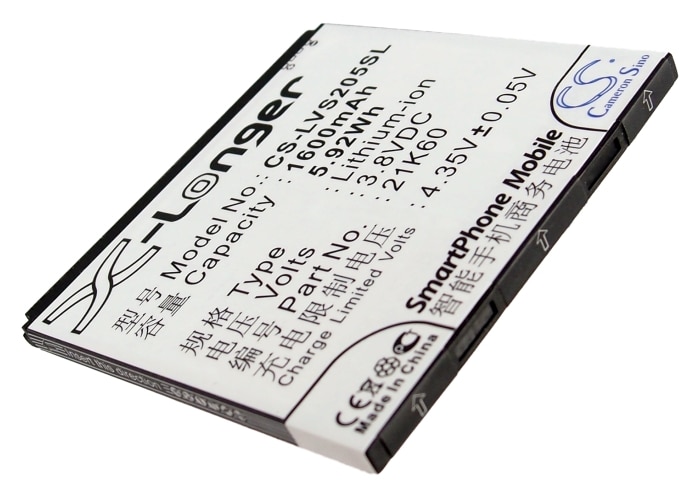 X-Longer
型号 Model No: CS-LVS205SL
容量 Capacity : 1600mAh
5.92Wh
规格 Type : Lithium-ion
电压 Volts : 3.8VDC
编号 Part No. : 21K60
充电限制电压 : 4.35V±0.05V
Charge Limited Volts
CS
Cameron Sino
SmartPhone Mobile
智能手机商务电池
CE
Made in China